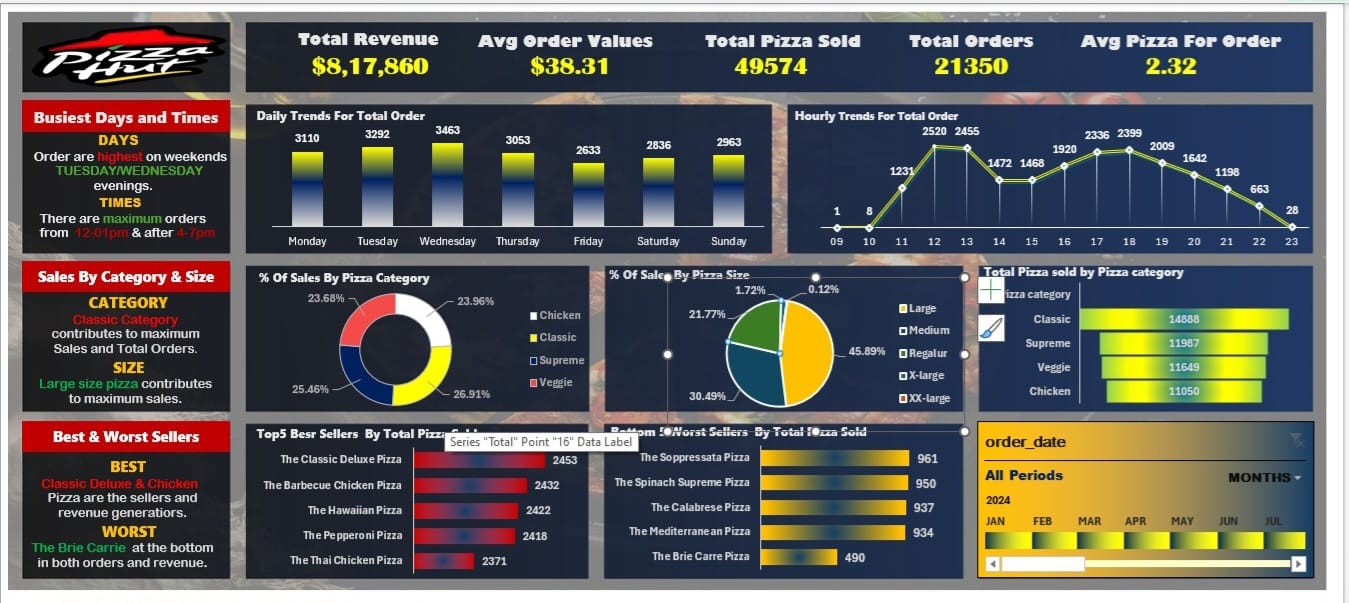 Pizza
Hut
Total Revenue
$8,17,860
Avg Order Values
$38.31
Total Pizza Sold
49574
Total Orders
21350
Avg Pizza For Order
2.32
Busiest Days and Times
DAYS
Order are highest on weekends
TUESDAY/WEDNESDAY
evenings.
TIMES
There are maximum orders
from 12-01pm & after 4-7pm
Daily Trends For Total Order
3110
3292
3463
3053
2633
2836
2963
Monday
Tuesday
Wednesday
Thursday
Friday
Saturday
Sunday
Hourly Trends For Total Order
1
8
1231
2520
2455
1472
1468
1920
2336
2399
2009
1642
1198
663
28
09
10
11
12
13
14
15
16
17
18
19
20
21
22
23
Sales By Category & Size
CATEGORY
Classic Category
contributes to maximum
Sales and Total Orders.
SIZE
Large size pizza contributes
to maximum sales.
% Of Sales By Pizza Category
23.68%
23.96%
25.46%
26.91%
Chicken
Classic
Supreme
Veggie
% Of Sales By Pizza Size
1.72%
0.12%
21.77%
45.89%
30.49%
Large
Medium
Regalur
X-large
XX-large
Total Pizza sold by Pizza category
izza category
Classic
14888
Supreme
11987
Veggie
11649
Chicken
11050
Best & Worst Sellers
BEST
Classic Deluxe & Chicken
Pizza are the sellers and
revenue generatiors.
WORST
The Brie Carrie at the bottom
in both orders and revenue.
Top5 Besr Sellers By Total Pizza
Series "Total" Point "16" Data Label
The Classic Deluxe Pizza
2453
The Barbecue Chicken Pizza
2432
The Hawaiian Pizza
2422
The Pepperoni Pizza
2418
The Thai Chicken Pizza
2371
Bottom 5 Worst Sellers By Total Pizza Sold
The Soppressata Pizza
961
The Spinach Supreme Pizza
950
The Calabrese Pizza
937
The Mediterranean Pizza
934
The Brie Carre Pizza
490
order_date
All Periods
MONTHS
2024
JAN
FEB
MAR
APR
MAY
JUN
JUL